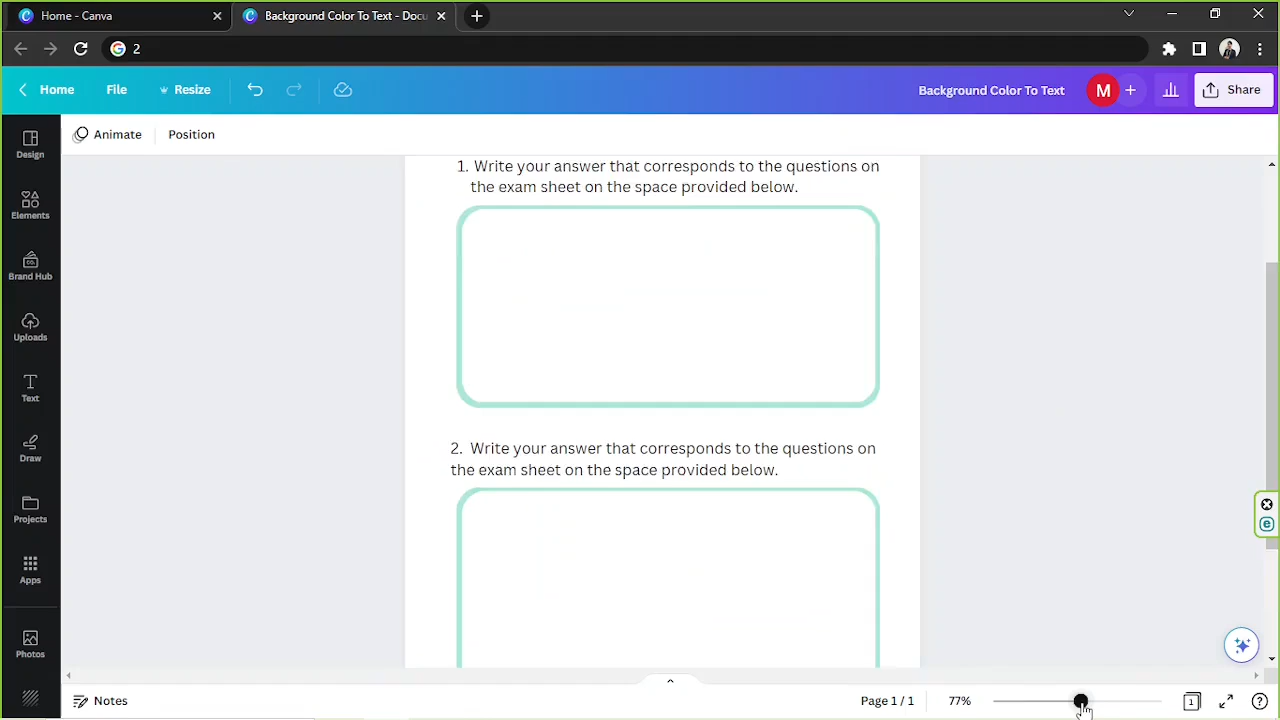 Home - Canva
Background Color To Text - Docu
2
Home
File
Resize
Background Color To Text
M
Share
Animate
Position
Design
Elements
Brand Hub
Uploads
Text
Draw
Projects
Apps
Photos
1. Write your answer that corresponds to the questions on
the exam sheet on the space provided below.
2. Write your answer that corresponds to the questions on
the exam sheet on the space provided below.
Notes
Page 1 / 1
77%
1